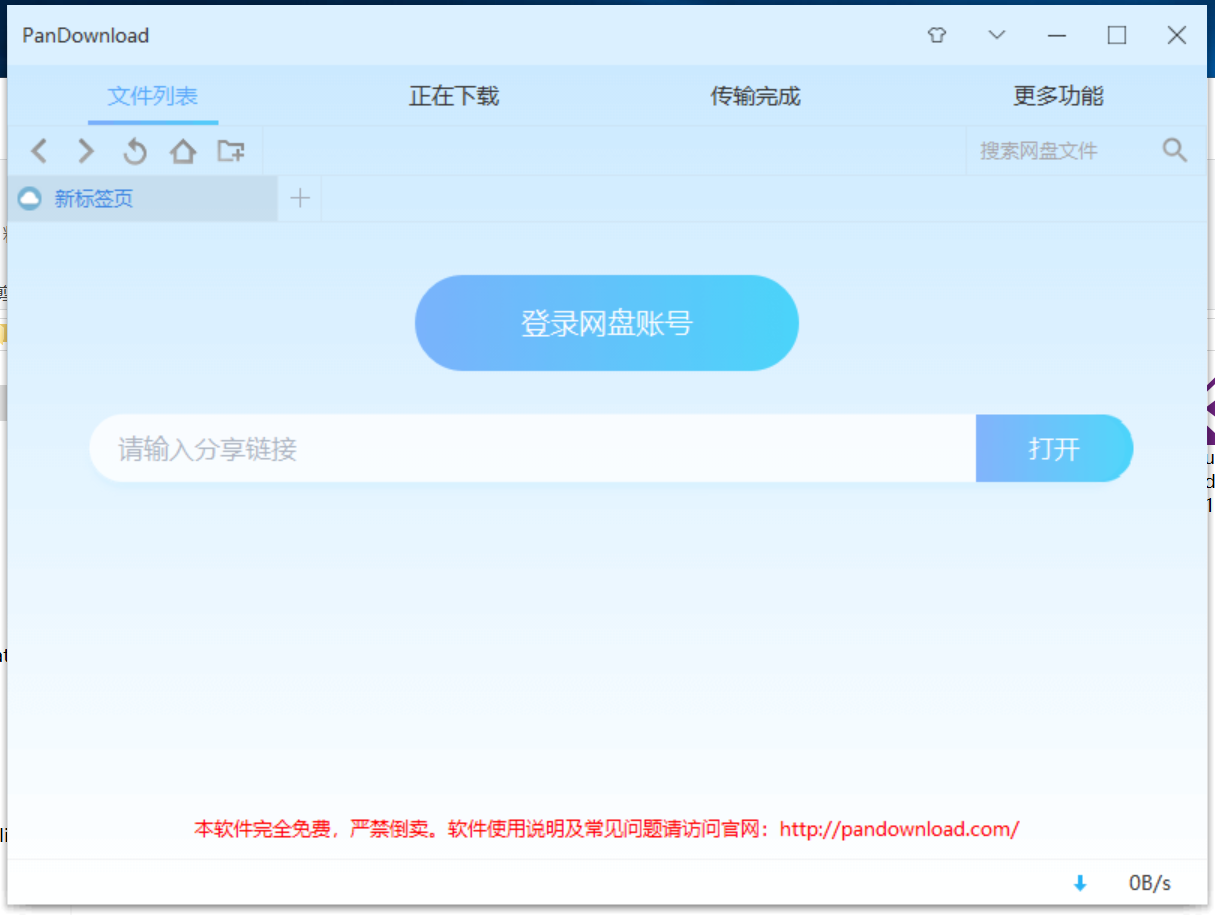 PanDownload
文件列表 正在下载 传输完成 更多功能
搜索网盘文件
新标签页
登录网盘账号
请输入分享链接 打开
u
d
1
li
本软件完全免费，严禁倒卖。软件使用说明及常见问题请访问官网：http://pandownload.com/
0B/s